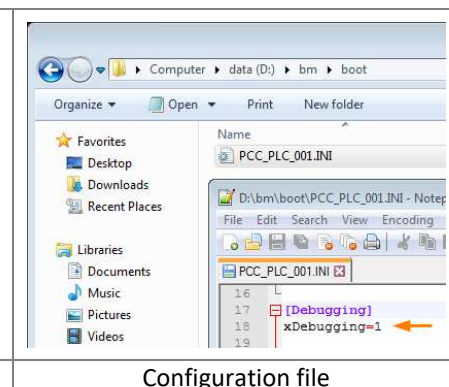 Computer ▸ data (D:) ▸ bm ▸ boot
Organize Open Print New folder
Favorites
Desktop
Downloads
Recent Places
Libraries
Documents
Music
Pictures
Videos
Name
PCC_PLC_001.INI
D:\bm\boot\PCC_PLC_001.INI - Notep
File Edit Search View Encoding
PCC_PLC_001.INI
16
17 [Debugging]
18 xDebugging=1
19
Configuration file